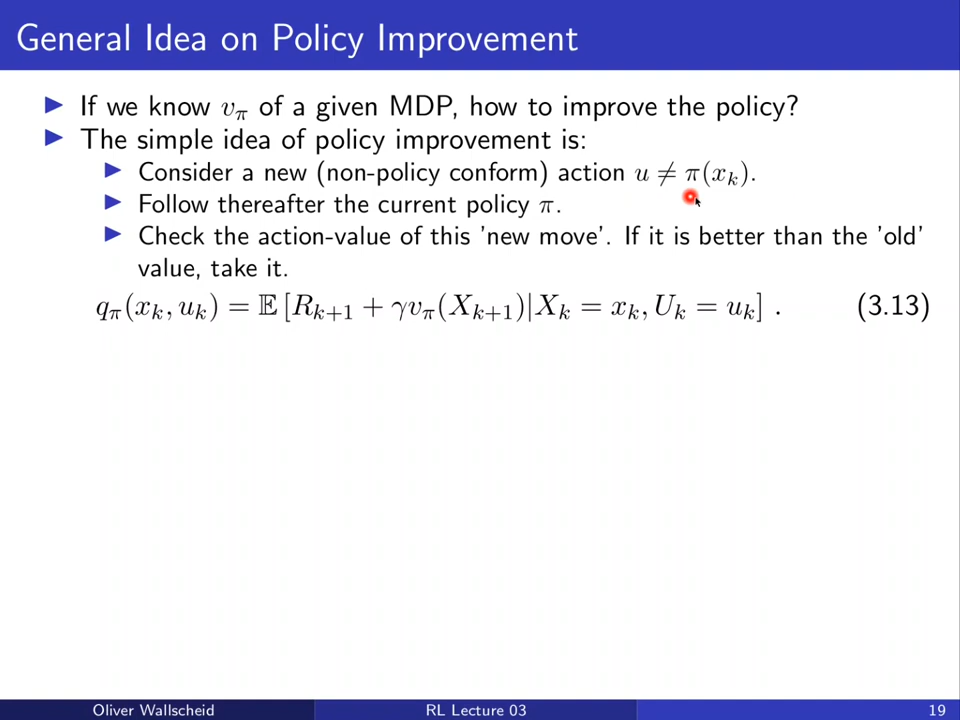 General Idea on Policy Improvement
▶ If we know v_π of a given MDP, how to improve the policy?
▶ The simple idea of policy improvement is:
▶ Consider a new (non-policy conform) action u ≠ π(x_k).
▶ Follow thereafter the current policy π.
▶ Check the action-value of this 'new move'. If it is better than the 'old'
value, take it.
q_π(x_k, u_k) = 𝔼 [R_{k+1} + γv_π(X_{k+1})|X_k = x_k, U_k = u_k] . (3.13)
Oliver Wallscheid RL Lecture 03 19